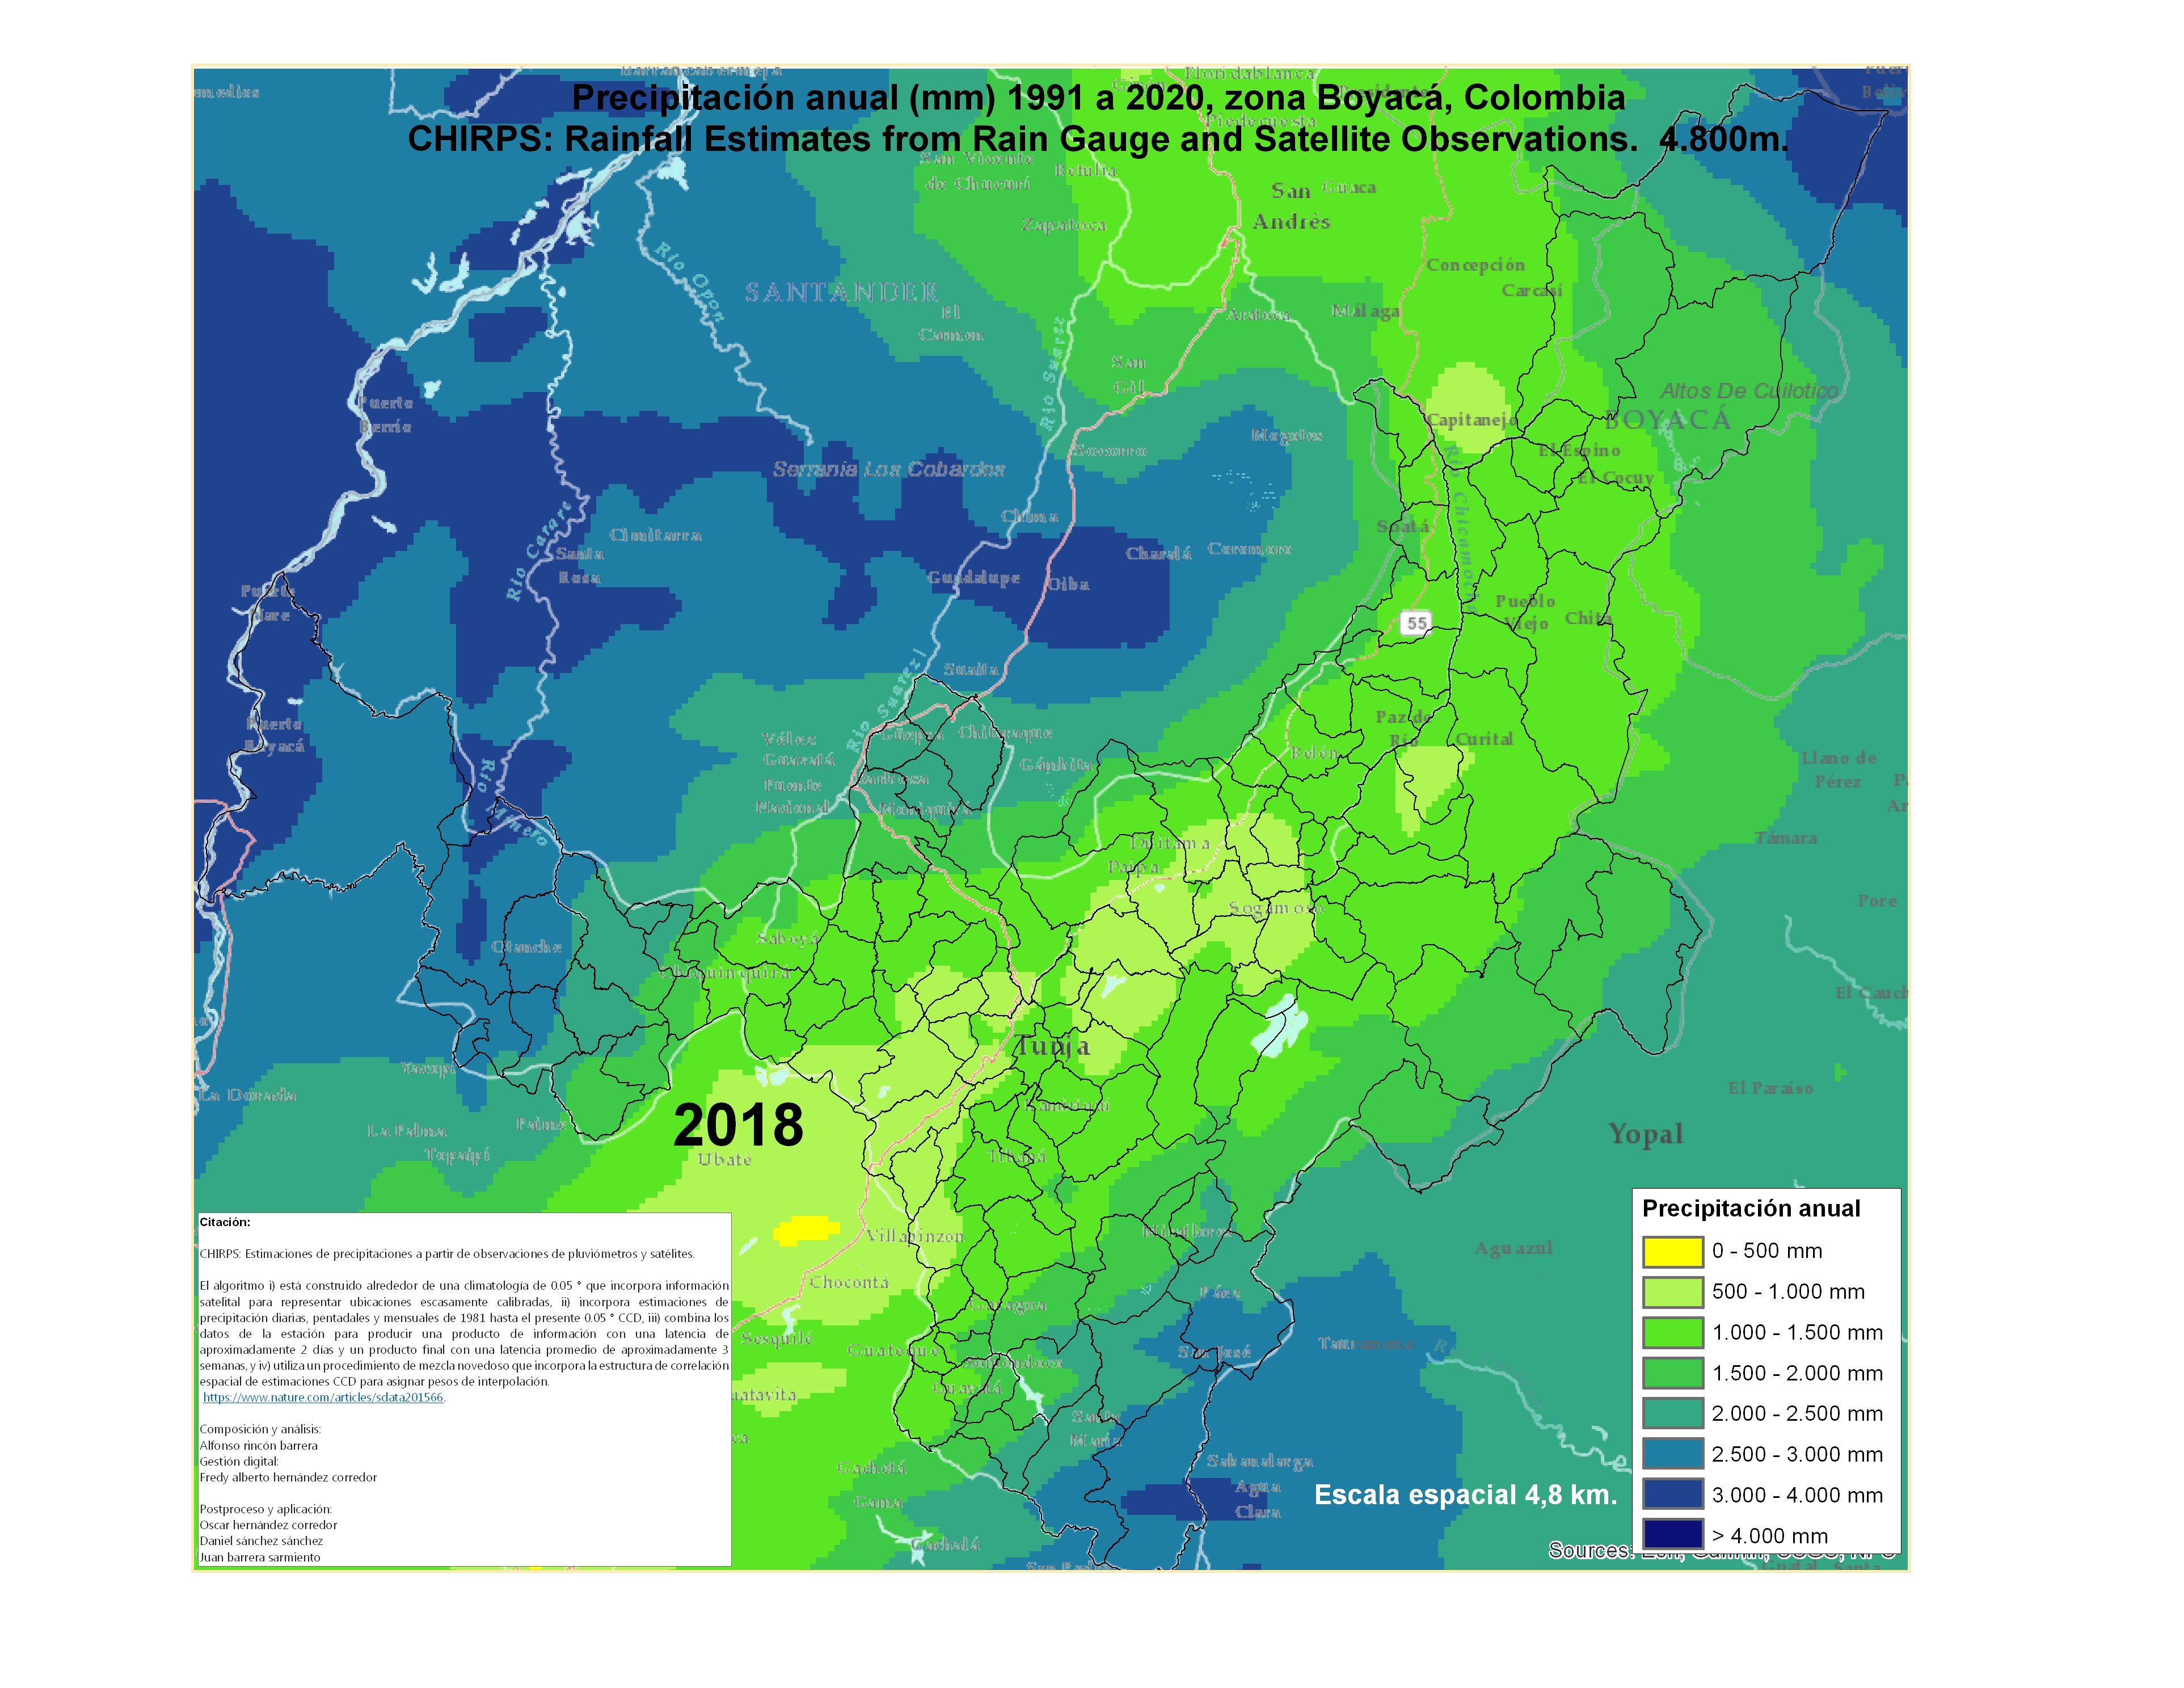 Precipitación anual (mm) 1991 a 2020, zona Boyacá, Colombia
CHIRPS: Rainfall Estimates from Rain Gauge and Satellite Observations.  4.800m.
Floridablanca
Piedecuesta
San Vicente
de Chucurí
Betulia
San
Andrés
Guaca
Zapatoca
Río Opon
SANTANDER
El
Carmen
Concepción
Carcasí
Málaga
Aratoca
Río Suarez
San
Gil
Puerto
Berrío
Capitanejo
Altos De Cuilotico
BOYACÁ
Mogotes
Socorro
El Espino
El Cocuy
Serranía Los Cobardes
Río Carare
Cimitarra
Santa
Rosa
Chima
Charalá
Coromoro
Soatá
Río Chicamocha
Guadalupe
Oiba
Pueblo
Viejo
Chita
55
Suaita
Puerto
Boyacá
Río Suarez
Vélez
Guavatá
Puente
Nacional
Güepsa
Chitaraque
Gámbita
Barbosa
Moniquirá
Paz de
Río
Curital
Belén
Llano de
Pérez
Río Minero
Duitama
Paipa
Támara
Pore
Sogamoso
Otanche
Saboyá
Chiquinquirá
El Cauch
Tunja
Yacopí
La Dorada
El Paraíso
La Palma
Topaipí
Paime
2018
Ubaté
Ramiriquí
Tibaná
Yopal
Villapinzon
Miraflores
Aguazul
Chocontá
Garagoa
Páez
Sesquilé
Guateque
San José
Tauramena
Guayatá
uatavita
Santa
María
Gachetá
Gama
Gachalá
Sabanalarga
Agua
Clara
Escala espacial 4,8 km.
Citación:
CHIRPS: Estimaciones de precipitaciones a partir de observaciones de pluviómetros y satélites.
El algoritmo i) está construido alrededor de una climatología de 0.05 ° que incorpora información
satelital para representar ubicaciones escasamente calibradas, ii) incorpora estimaciones de
precipitación diarias, pentadales y mensuales de 1981 hasta el presente 0.05 ° CCD, iii) combina los
datos de la estación para producir una producto de información con una latencia de
aproximadamente 2 días y un producto final con una latencia promedio de aproximadamente 3
semanas, y iv) utiliza un procedimiento de mezcla novedoso que incorpora la estructura de correlación
espacial de estimaciones CCD para asignar pesos de interpolación.
https://www.nature.com/articles/sdata201566.
Composición y análisis:
Alfonso rincón barrera
Gestión digital:
Fredy alberto hernández corredor
Postproceso y aplicación:
Oscar hernández corredor
Daniel sánchez sánchez
Juan barrera sarmiento
Precipitación anual
0 - 500 mm
500 - 1.000 mm
1.000 - 1.500 mm
1.500 - 2.000 mm
2.000 - 2.500 mm
2.500 - 3.000 mm
3.000 - 4.000 mm
> 4.000 mm
Sources: